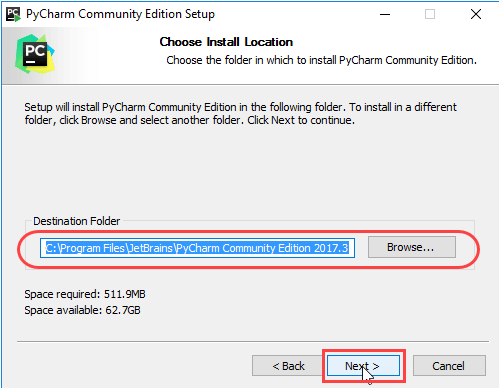 PC PyCharm Community Edition Setup
PC
Choose Install Location
Choose the folder in which to install PyCharm Community Edition.
Setup will install PyCharm Community Edition in the following folder. To install in a different
folder, click Browse and select another folder. Click Next to continue.
Destination Folder
C:\Program Files\JetBrains\PyCharm Community Edition 2017.3
Browse...
Space required: 511.9MB
Space available: 62.7GB
< Back
Next >
Cancel